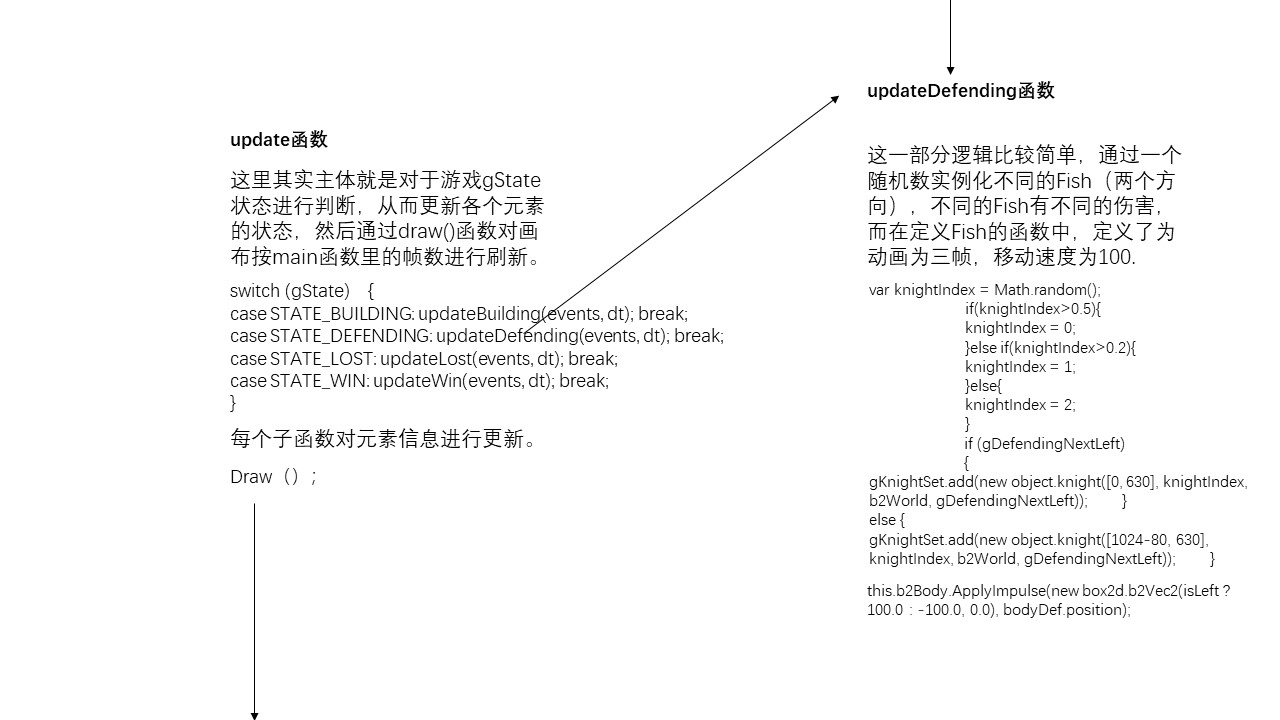 update函数
这里其实主体就是对于游戏gState
状态进行判断，从而更新各个元素
的状态，然后通过draw()函数对画
布按main函数里的帧数进行刷新。
switch (gState) {
case STATE_BUILDING: updateBuilding(events, dt); break;
case STATE_DEFENDING: updateDefending(events, dt); break;
case STATE_LOST: updateLost(events, dt); break;
case STATE_WIN: updateWin(events, dt); break;
}
每个子函数对元素信息进行更新。
Draw（）；
updateDefending函数
这一部分逻辑比较简单，通过一个
随机数实例化不同的Fish（两个方
向），不同的Fish有不同的伤害，
而在定义Fish的函数中，定义了为
动画为三帧，移动速度为100.
var knightIndex = Math.random();
if(knightIndex>0.5){
knightIndex = 0;
}else if(knightIndex>0.2){
knightIndex = 1;
}else{
knightIndex = 2;
}
if (gDefendingNextLeft)
{
gKnightSet.add(new object.knight([0, 630], knightIndex,
b2World, gDefendingNextLeft)); }
else {
gKnightSet.add(new object.knight([1024-80, 630],
knightIndex, b2World, gDefendingNextLeft)); }
this.b2Body.ApplyImpulse(new box2d.b2Vec2(isLeft ?
100.0 : -100.0, 0.0), bodyDef.position);